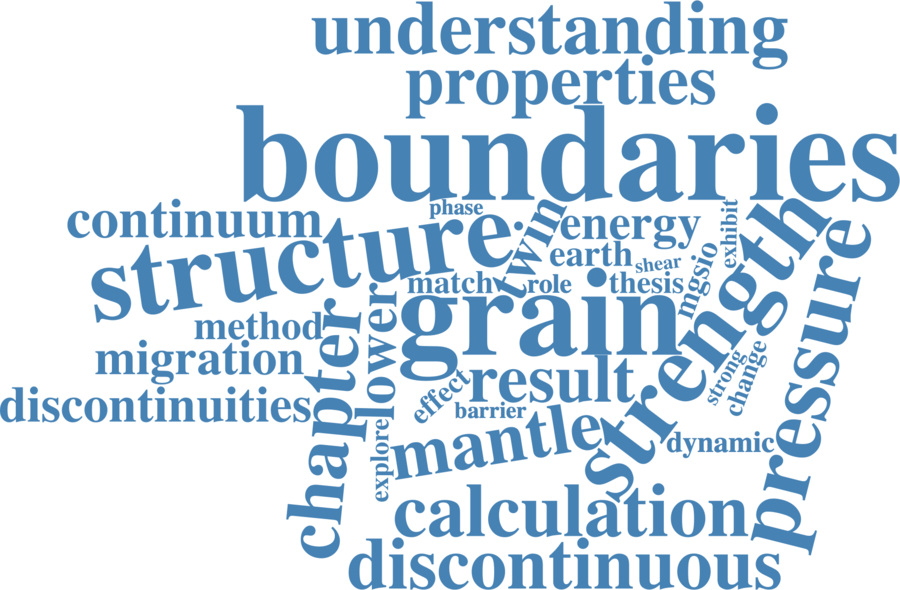 understanding
properties
boundaries
phase
continuum
structure
twin
energy
exhibit
earth
shear
matchv
role
thesis
mgsio
strength
pressure
grain
method
migration
lower
chapter
discontinuities
result
effect
barrier
strong
change
explore
mantle
dynamic
calculation
discontinuous